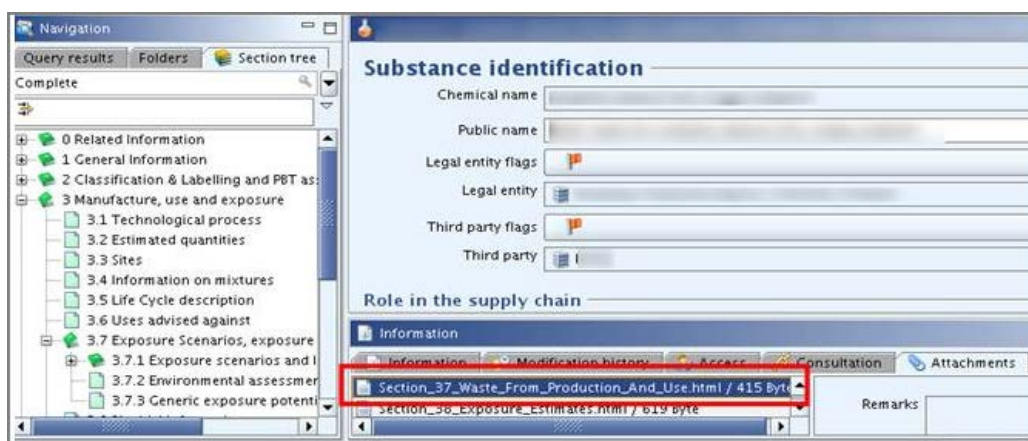 Navigation
Query results Folders Section tree
Complete
0 Related Information
1 General Information
2 Classification & Labelling and PBT as
3 Manufacture, use and exposure
3.1 Technological process
3.2 Estimated quantities
3.3 Sites
3.4 Information on mixtures
3.5 Life Cycle description
3.6 Uses advised against
3.7 Exposure Scenarios, exposure
3.7.1 Exposure scenarios and l
3.7.2 Environmental assessmer
3.7.3 Generic exposure potenti
Substance identification
Chemical name
Public name
Legal entity flags
Legal entity
Third party flags
Third party
Role in the supply chain
Information
Information Modification history Access Consultation Attachments
Section_37_Waste_From_Production_And_Use.html / 415 Byte
Section_38_Exposure_Estimates.html / 619 Byte
Remarks